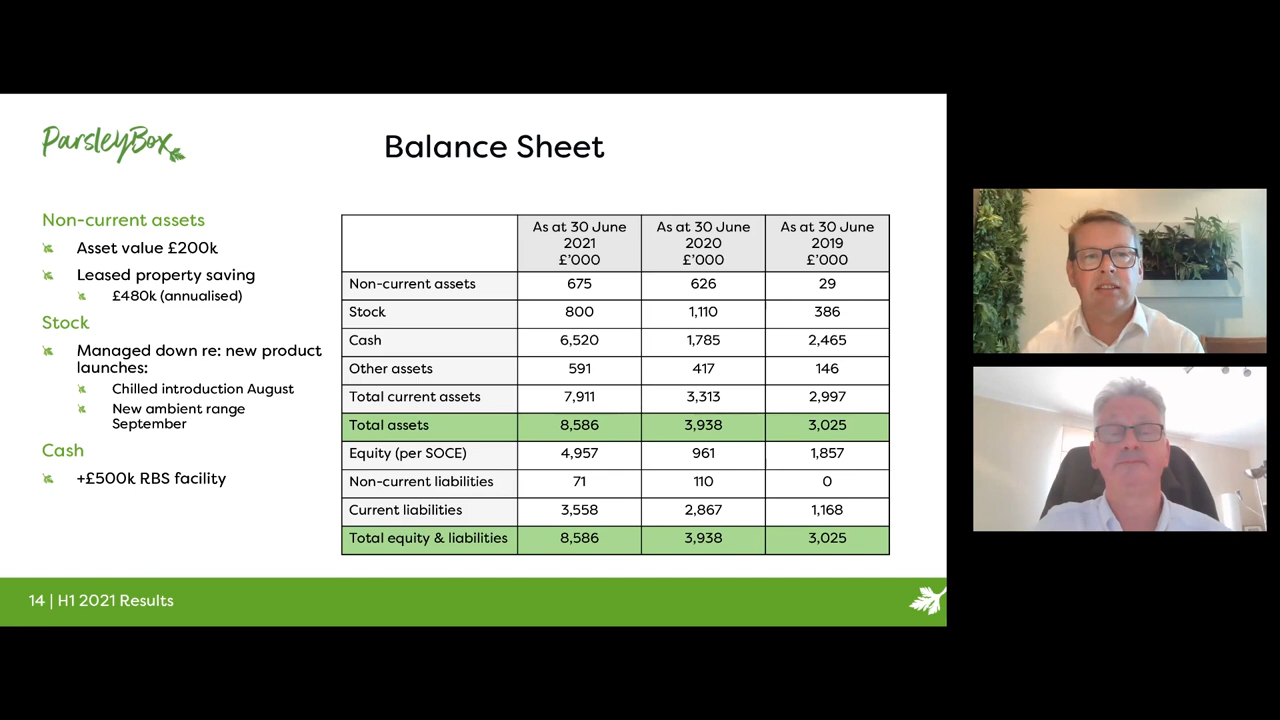 ParsleyBox
Balance Sheet
Non-current assets
Asset value £200k
Leased property saving
£480k (annualised)
Stock
Managed down re: new product
launches:
Chilled introduction August
New ambient range
September
Cash
+£500k RBS facility
As at 30 June 2021 £'000 As at 30 June 2020 £'000 As at 30 June 2019 £'000
Non-current assets 675 626 29
Stock 800 1,110 386
Cash 6,520 1,785 2,465
Other assets 591 417 146
Total current assets 7,911 3,313 2,997
Total assets 8,586 3,938 3,025
Equity (per SOCE) 4,957 961 1,857
Non-current liabilities 71 110 0
Current liabilities 3,558 2,867 1,168
Total equity & liabilities 8,586 3,938 3,025
14 | H1 2021 Results